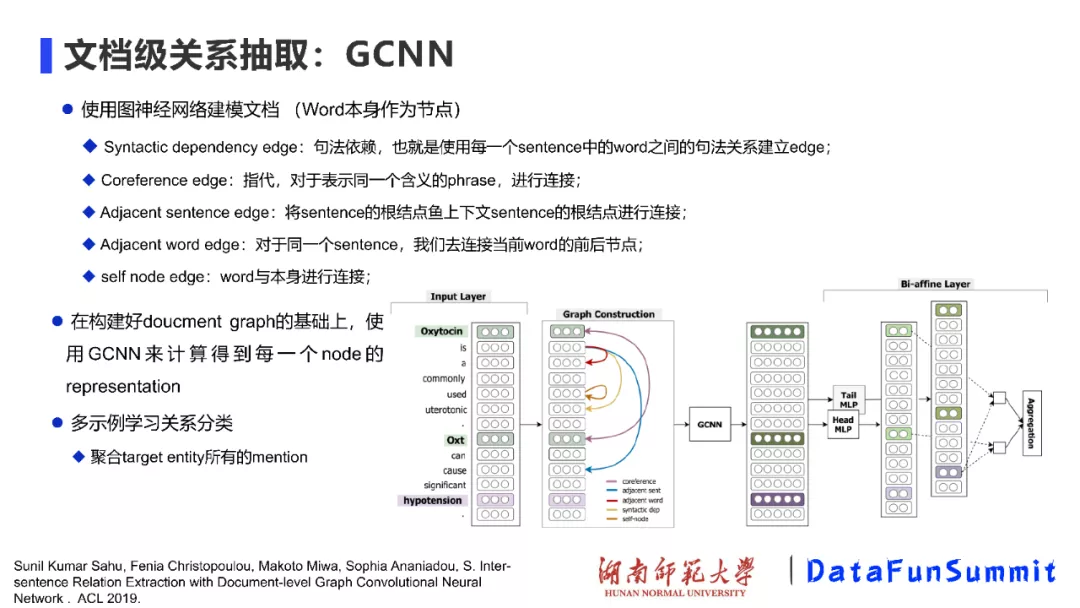 文档级关系抽取：GCNN
使用图神经网络建模文档 （Word本身作为节点）
Syntactic dependency edge：句法依赖，也就是使用每一个sentence中的word之间的句法关系建立edge；
Coreference edge：指代，对于表示同一个含义的phrase，进行连接；
Adjacent sentence edge：将sentence的根结点鱼上下文sentence的根结点进行连接；
Adjacent word edge：对于同一个sentence，我们去连接当前word的前后节点；
self node edge：word与本身进行连接；
在构建好doucment graph的基础上，使
用GCNN来计算得到每一个node的
representation
多示例学习关系分类
聚合target entity所有的mention
Input Layer
Oxytocin
is
a
commonly
used
uterotonic
.
Oxt
can
cause
significant
hypotension
.
Graph Construction
coreference
adjacent sent
adjacent word
syntactic dep
self-node
GCNN
Bi-affine Layer
Tail
MLP
Head
MLP
Aggregation
Sunil Kumar Sahu, Fenia Christopoulou, Makoto Miwa, Sophia Ananiadou, S. Inter-
sentence Relation Extraction with Document-level Graph Convolutional Neural
Network . ACL 2019.
湖南师范大学
HUNAN NORMAL UNIVERSITY
DataFunSummit